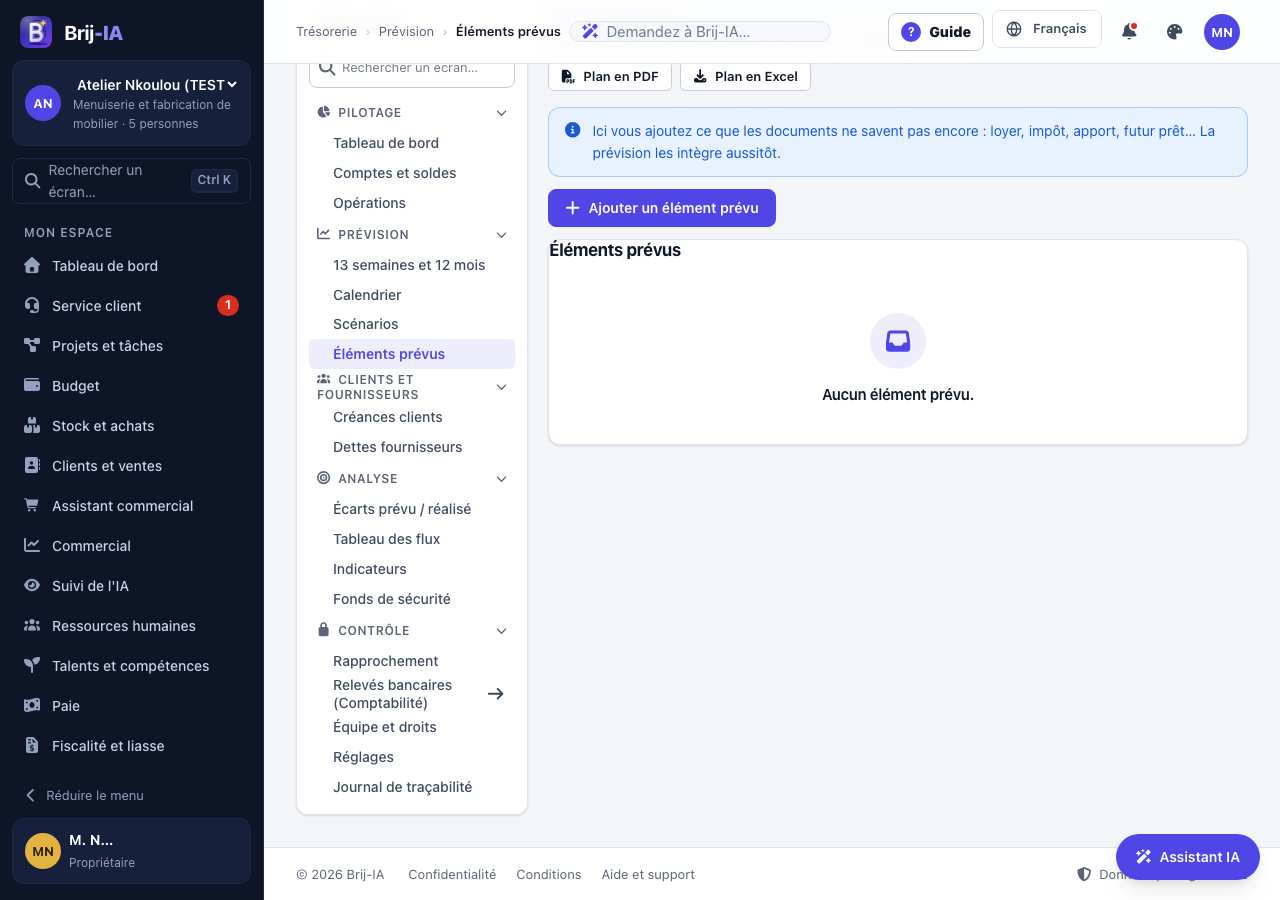 Brij-IA
AN
Atelier Nkoulou (TEST
Menuiserie et fabrication de
mobilier · 5 personnes
Rechercher un
écran...
Ctrl K
MON ESPACE
Tableau de bord
Service client
1
Projets et tâches
Budget
Stock et achats
Clients et ventes
Assistant commercial
Commercial
Suivi de l'IA
Ressources humaines
Talents et compétences
Paie
Fiscalité et liasse
Réduire le menu
MN
M. N...
Propriétaire
Trésorerie › Prévision › Éléments prévus
Demandez à Brij-IA...
? Guide
Français
MN
Rechercher un écran...
PILOTAGE
Tableau de bord
Comptes et soldes
Opérations
PRÉVISION
13 semaines et 12 mois
Calendrier
Scénarios
Éléments prévus
CLIENTS ET
FOURNISSEURS
Créances clients
Dettes fournisseurs
ANALYSE
Écarts prévu / réalisé
Tableau des flux
Indicateurs
Fonds de sécurité
CONTRÔLE
Rapprochement
Relevés bancaires
(Comptabilité)
Équipe et droits
Réglages
Journal de traçabilité
Plan en PDF
Plan en Excel
Ici vous ajoutez ce que les documents ne savent pas encore : loyer, impôt, apport, futur prêt... La
prévision les intègre aussitôt.
+ Ajouter un élément prévu
Éléments prévus
Aucun élément prévu.
© 2026 Brij-IA
Confidentialité
Conditions
Aide et support
Assistant IA